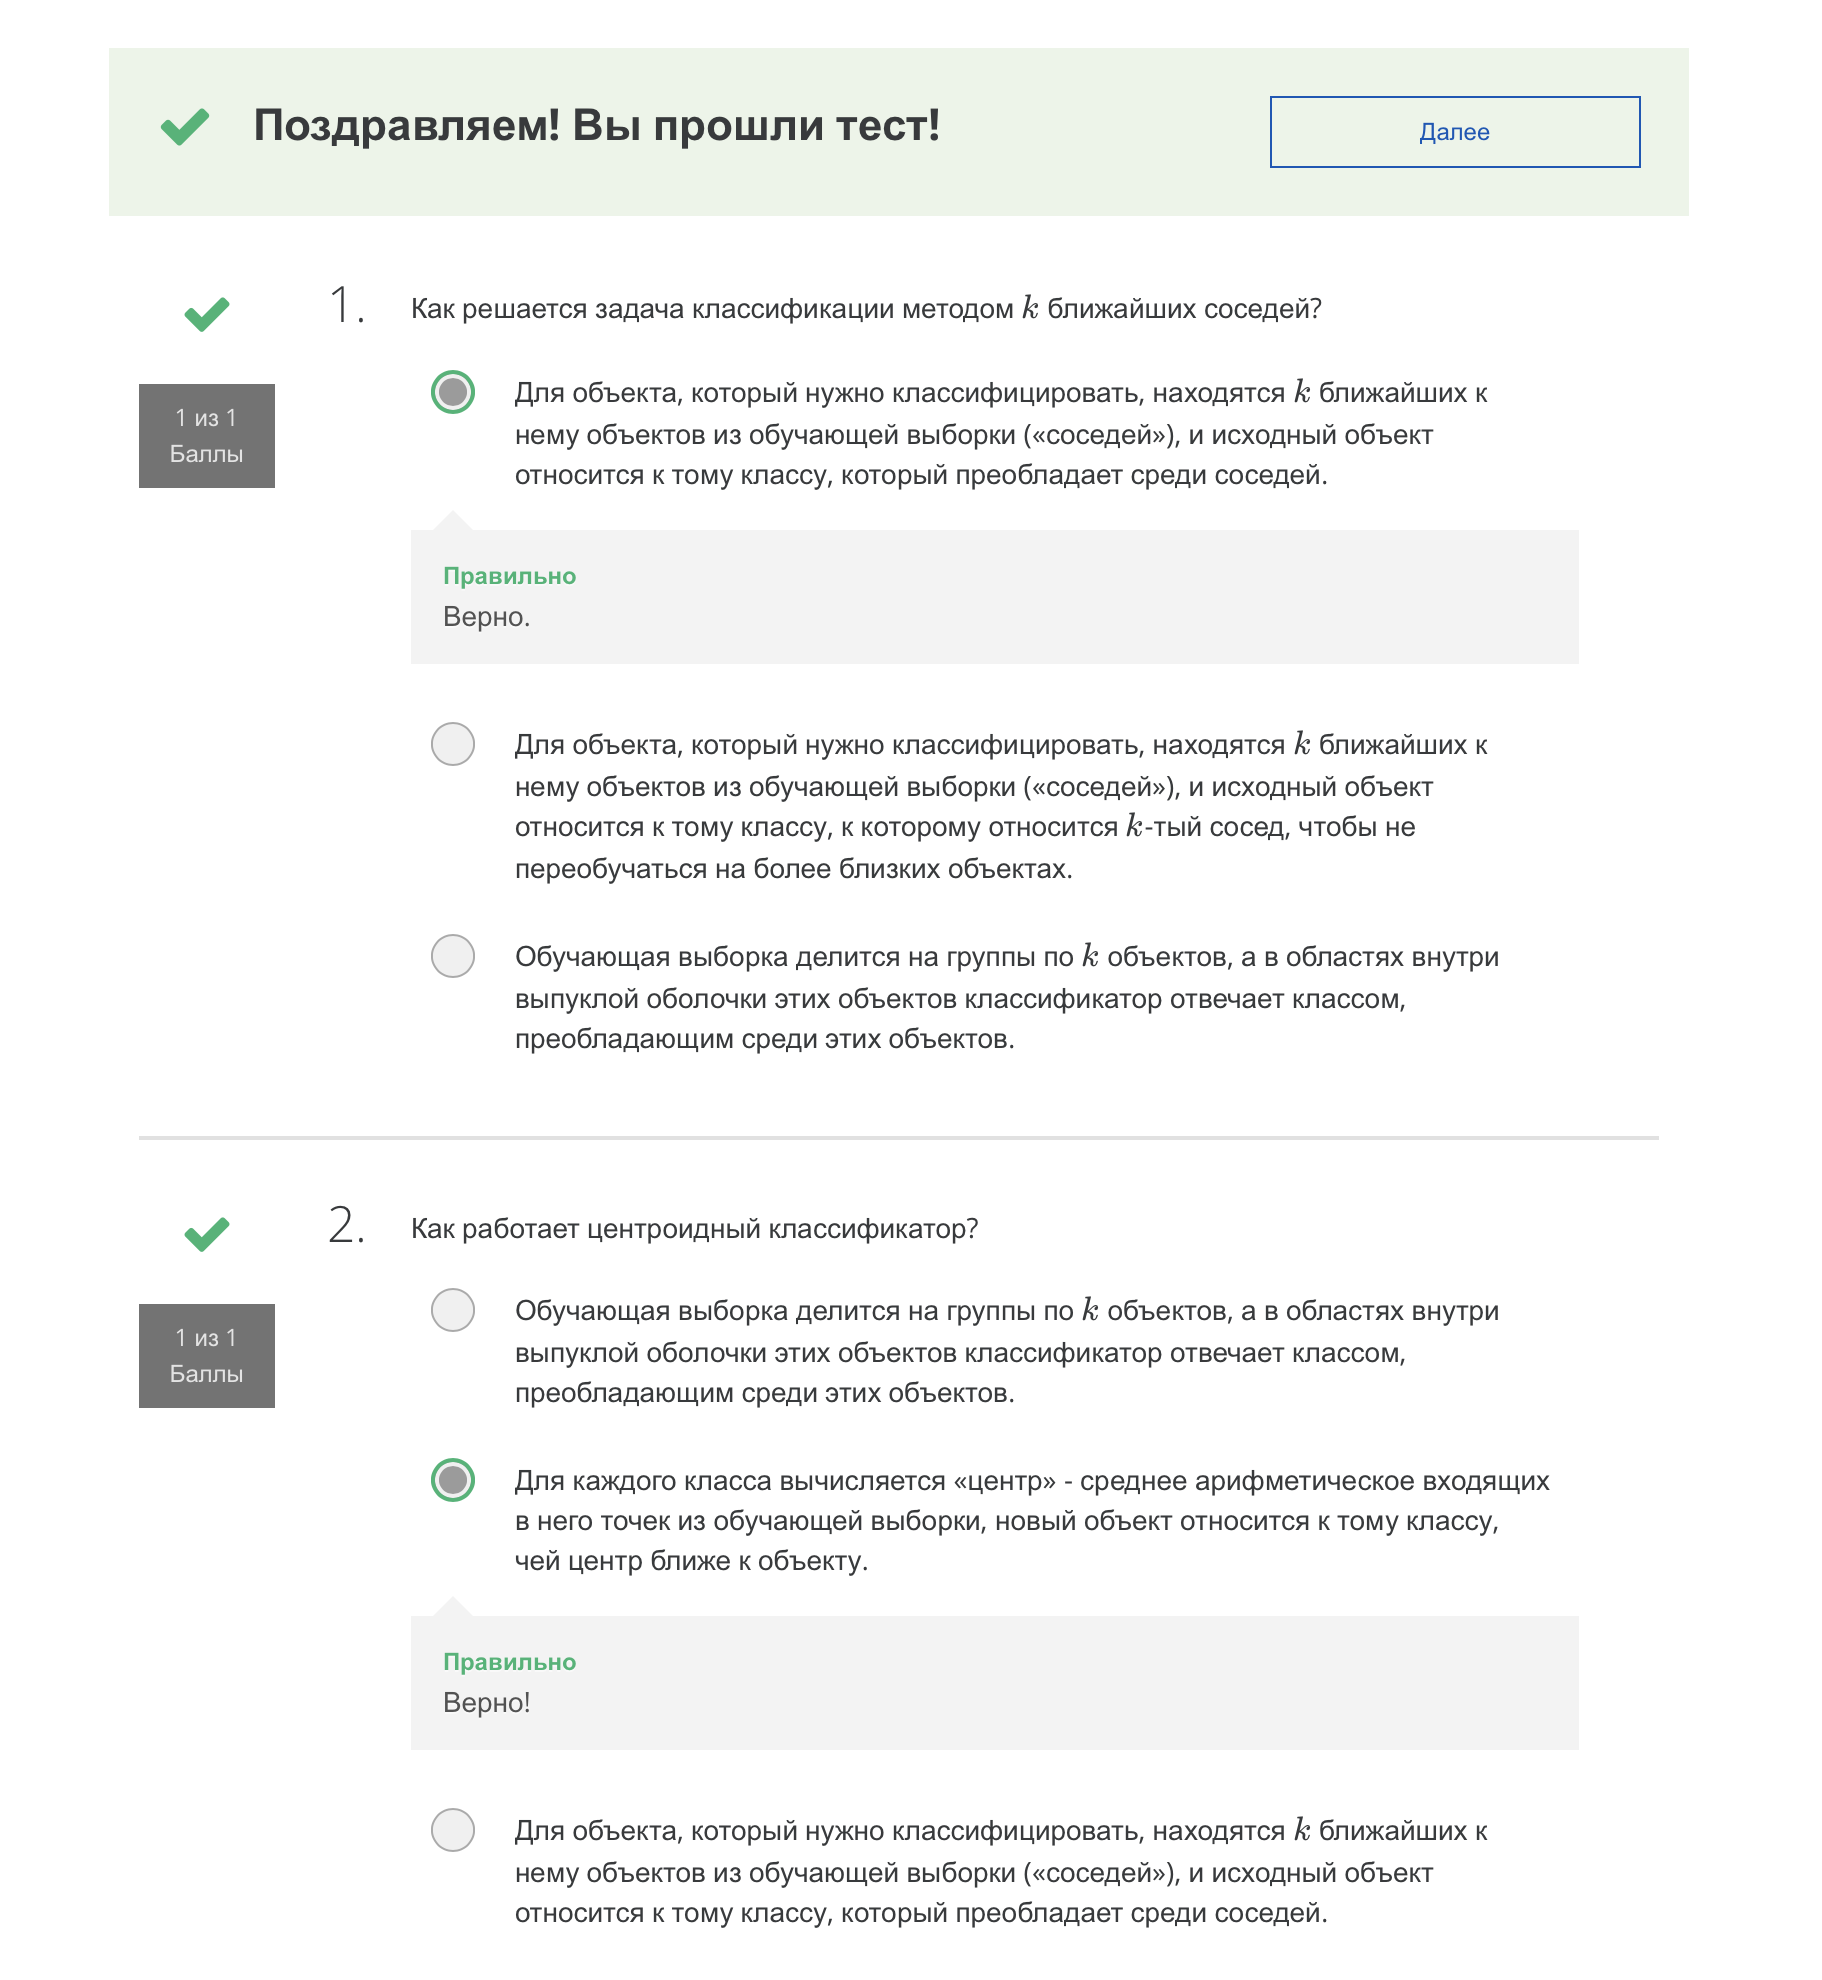 Поздравляем! Вы прошли тест!
Далее
1 из 1
Баллы
1. Как решается задача классификации методом k ближайших соседей?
Для объекта, который нужно классифицировать, находятся k ближайших к
нему объектов из обучающей выборки («соседей»), и исходный объект
относится к тому классу, который преобладает среди соседей.
Правильно
Верно.
Для объекта, который нужно классифицировать, находятся k ближайших к
нему объектов из обучающей выборки («соседей»), и исходный объект
относится к тому классу, к которому относится k-тый сосед, чтобы не
переобучаться на более близких объектах.
Обучающая выборка делится на группы по k объектов, а в областях внутри
выпуклой оболочки этих объектов классификатор отвечает классом,
преобладающим среди этих объектов.
1 из 1
Баллы
2. Как работает центроидный классификатор?
Обучающая выборка делится на группы по k объектов, а в областях внутри
выпуклой оболочки этих объектов классификатор отвечает классом,
преобладающим среди этих объектов.
Для каждого класса вычисляется «центр» - среднее арифметическое входящих
в него точек из обучающей выборки, новый объект относится к тому классу,
чей центр ближе к объекту.
Правильно
Верно!
Для объекта, который нужно классифицировать, находятся k ближайших к
нему объектов из обучающей выборки («соседей»), и исходный объект
относится к тому классу, который преобладает среди соседей.